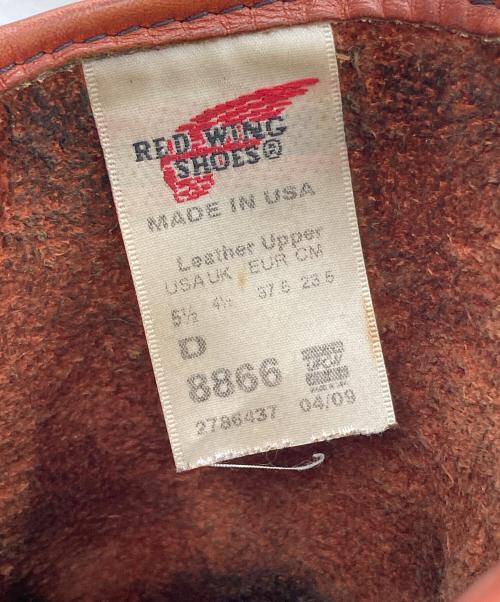 RED WING
SHOES®
MADE IN USA
Leather Upper
USA UK EUR CM
5½ 4½ 37.5 23.5
D
8866
2786437 04/09